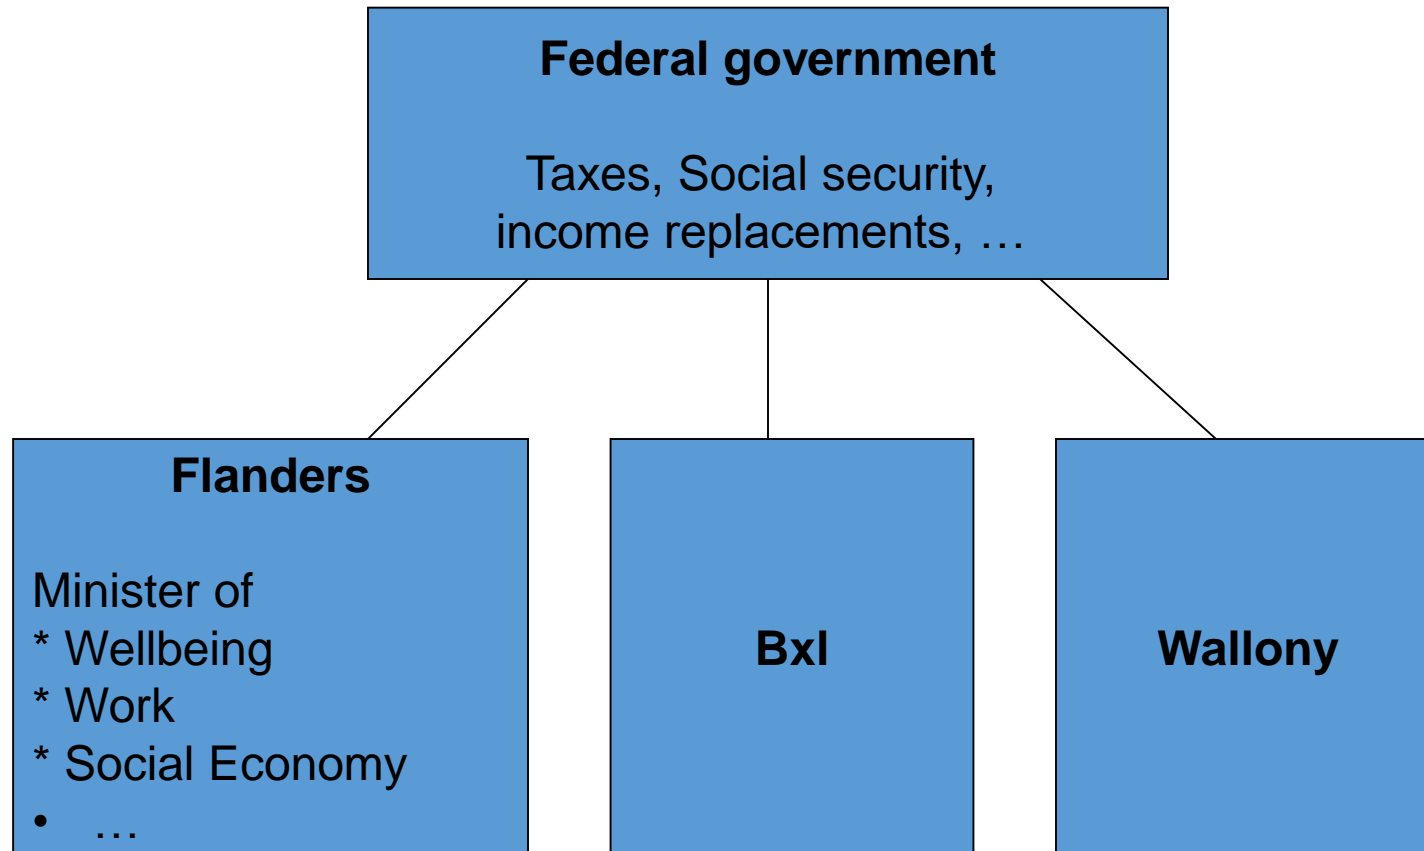 Federal government
Taxes, Social security,
income replacements, …
Flanders
Minister of
* Wellbeing
* Work
* Social Economy
• …
Bxl
Wallony